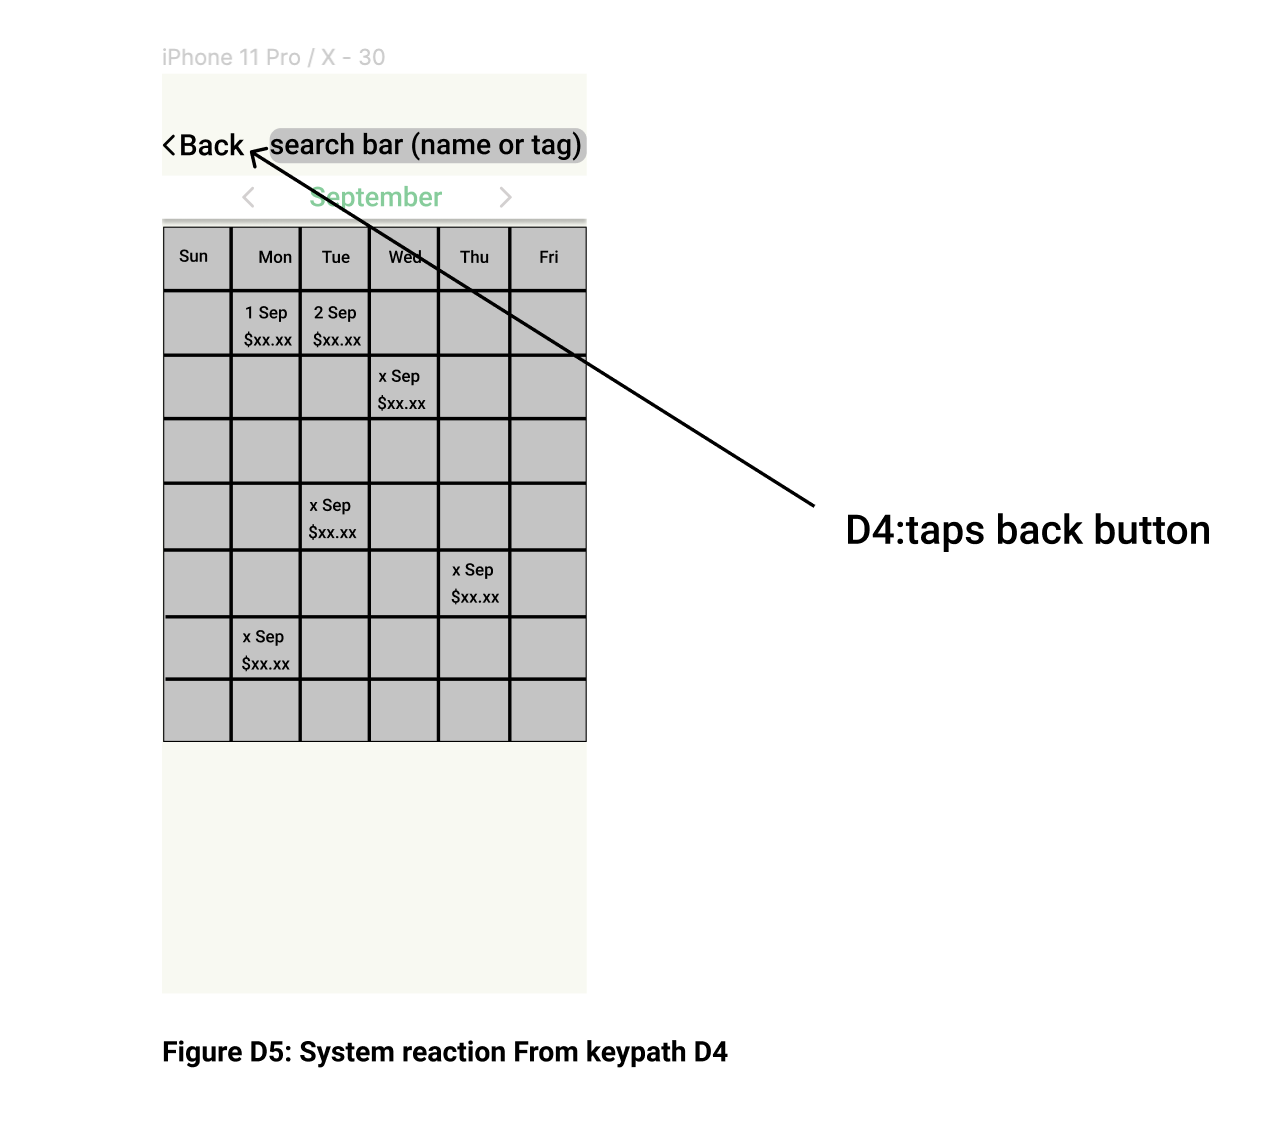 iPhone 11 Pro / X - 30
Back search bar (name or tag)
September
Sun Mon Tue Wed Thu Fri
1 Sep 2 Sep
$xx.xx $xx.xx
x Sep
$xx.xx
x Sep
$xx.xx
D4:taps back button
x Sep
$xx.xx
x Sep
$xx.xx
Figure D5: System reaction From keypath D4